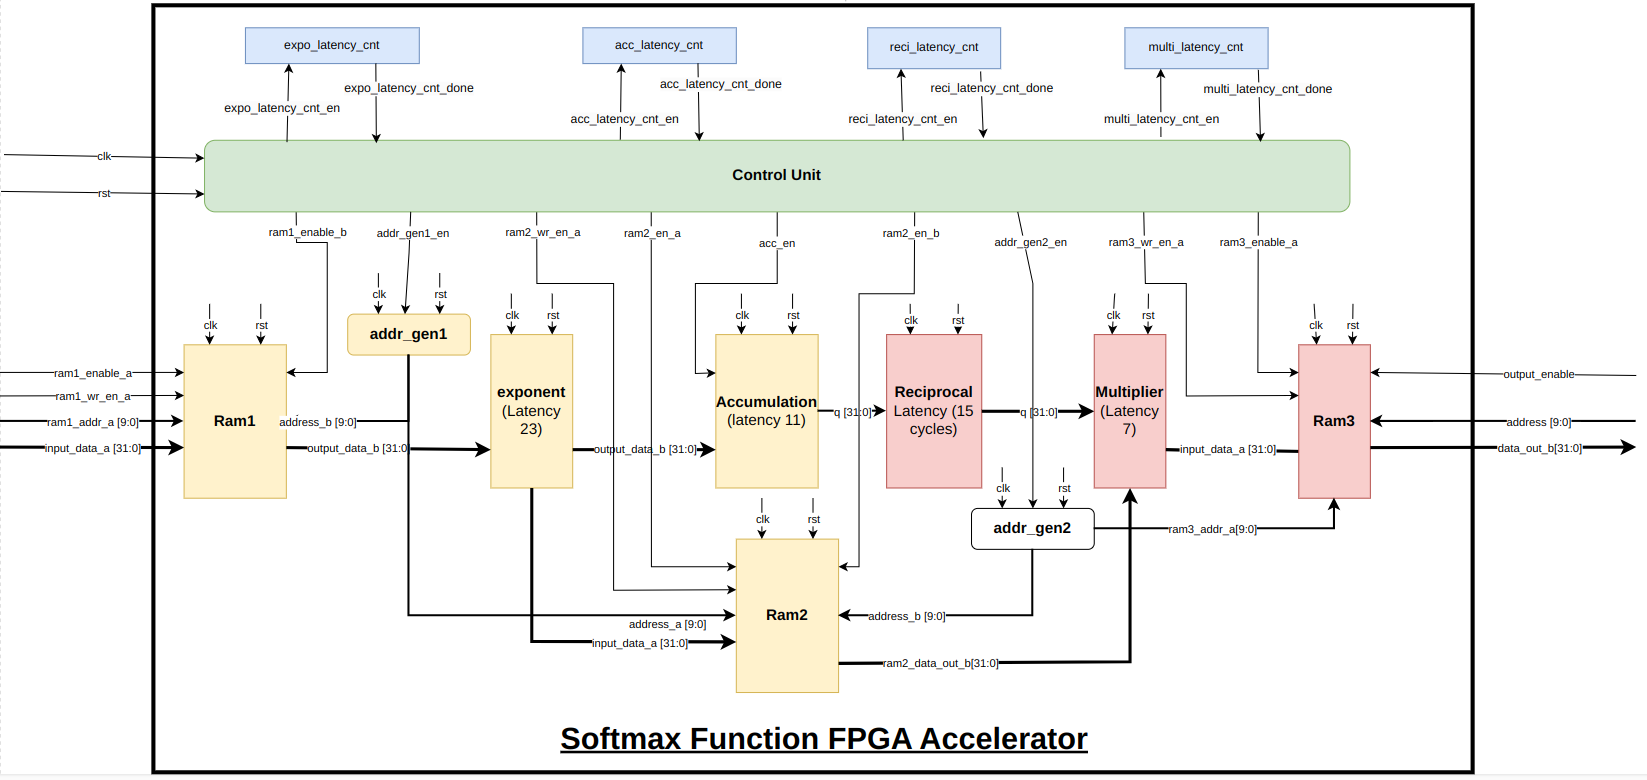 expo_latency_cnt
acc_latency_cnt
reci_latency_cnt
multi_latency_cnt
expo_latency_cnt_en
expo_latency_cnt_done
acc_latency_cnt_en
acc_latency_cnt_done
reci_latency_cnt_en
reci_latency_cnt_done
multi_latency_cnt_en
multi_latency_cnt_done
clk
rst
Control Unit
ram1_enable_b
addr_gen1_en
ram2_wr_en_a
ram2_en_a
acc_en
ram2_en_b
addr_gen2_en
ram3_wr_en_a
ram3_enable_a
clk
rst
clk
rst
clk
rst
clk
rst
clk
rst
clk
rst
clk
rst
addr_gen1
ram1_enable_a
ram1_wr_en_a
ram1_addr_a [9:0]
input_data_a [31:0]
Ram1
address_b [9:0]
output_data_b [31:0]
exponent
(Latency
23)
output_data_b [31:0]
Accumulation
(latency 11)
q [31:0]
Reciprocal
Latency (15
cycles)
q [31:0]
Multiplier
(Latency
7)
input_data_a [31:0]
Ram3
output_enable
address [9:0]
data_out_b[31:0]
clk
rst
clk
rst
addr_gen2
ram3_addr_a[9:0]
Ram2
address_a [9:0]
input_data_a [31:0]
address_b [9:0]
ram2_data_out_b[31:0]
Softmax Function FPGA Accelerator